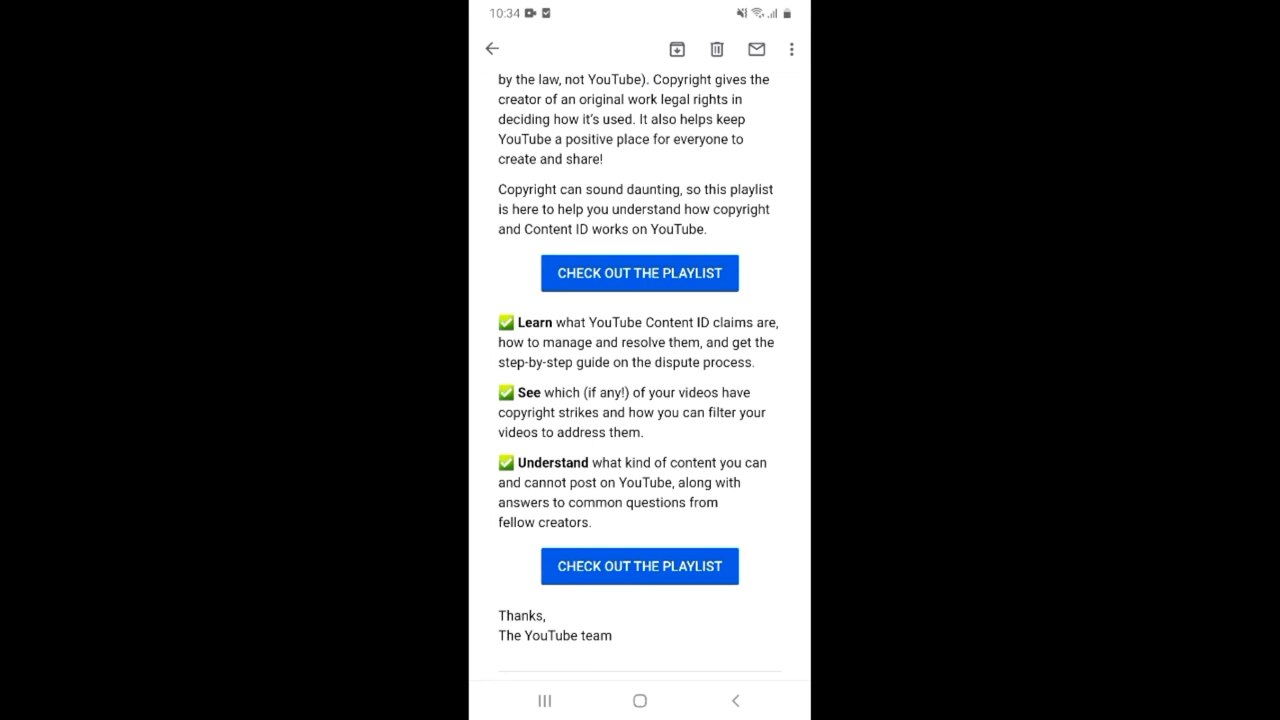 10:34
by the law, not YouTube). Copyright gives the
creator of an original work legal rights in
deciding how it's used. It also helps keep
YouTube a positive place for everyone to
create and share!
Copyright can sound daunting, so this playlist
is here to help you understand how copyright
and Content ID works on YouTube.
CHECK OUT THE PLAYLIST
✅ Learn what YouTube Content ID claims are,
how to manage and resolve them, and get the
step-by-step guide on the dispute process.
✅ See which (if any!) of your videos have
copyright strikes and how you can filter your
videos to address them.
✅ Understand what kind of content you can
and cannot post on YouTube, along with
answers to common questions from
fellow creators.
CHECK OUT THE PLAYLIST
Thanks,
The YouTube team